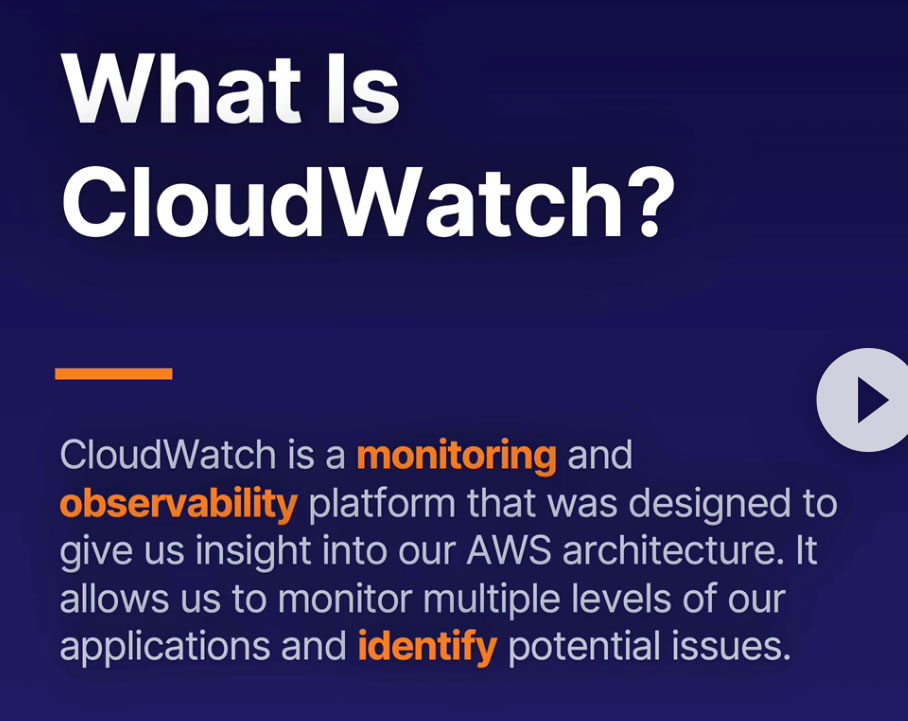 What Is
CloudWatch?
CloudWatch is a monitoring and
observability platform that was designed to
give us insight into our AWS architecture. It
allows us to monitor multiple levels of our
applications and identify potential issues.